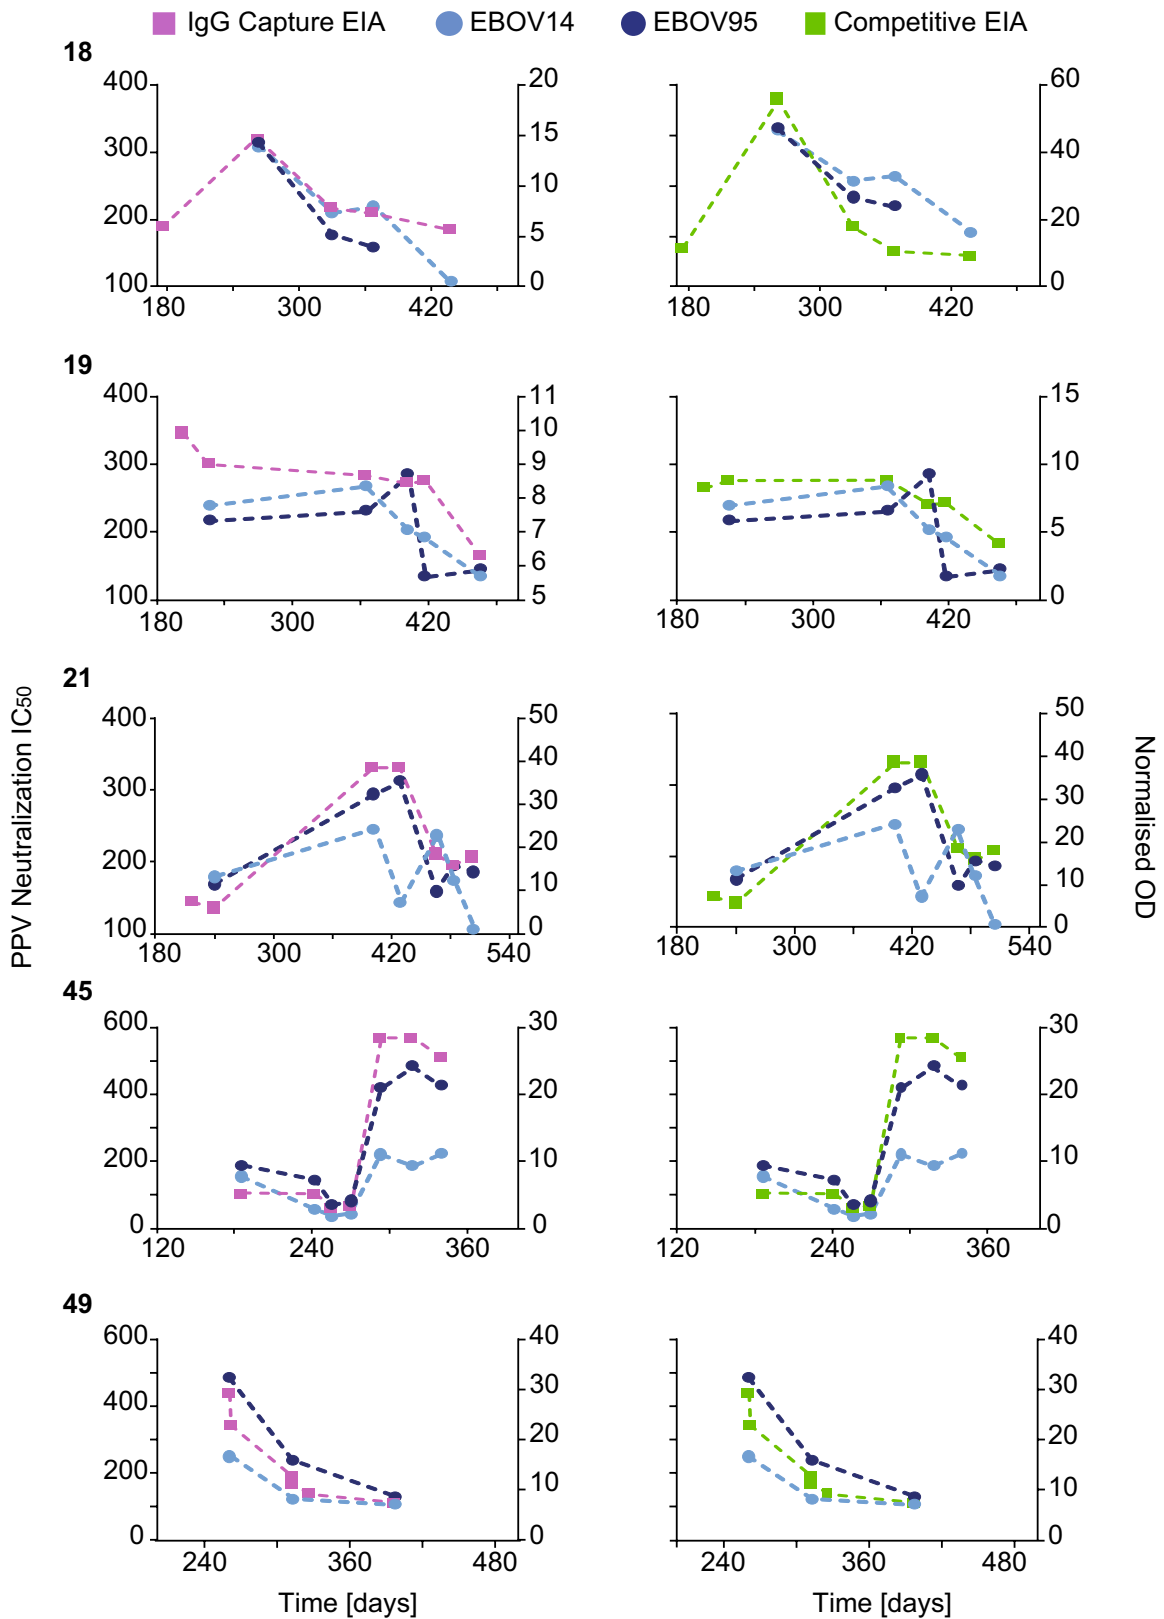 IgG Capture EIA EBOV14 EBOV95 Competitive EIA
18
400 300 200 100
20 15 10 5 0
180 300 420
60 40 20 0
180 300 420
19
400 300 200 100
11 10 9 8 7 6 5
180 300 420
15 10 5 0
180 300 420
21
400 300 200 100
50 40 30 20 10 0
180 300 420 540
50 40 30 20 10 0
180 300 420 540
PPV Neutralization IC50
Normalised OD
45
600 400 200 0
30 20 10 0
120 240 360
30 20 10 0
120 240 360
49
600 400 200 0
40 30 20 10 0
240 360 480
40 30 20 10 0
240 360 480
Time [days] Time [days]